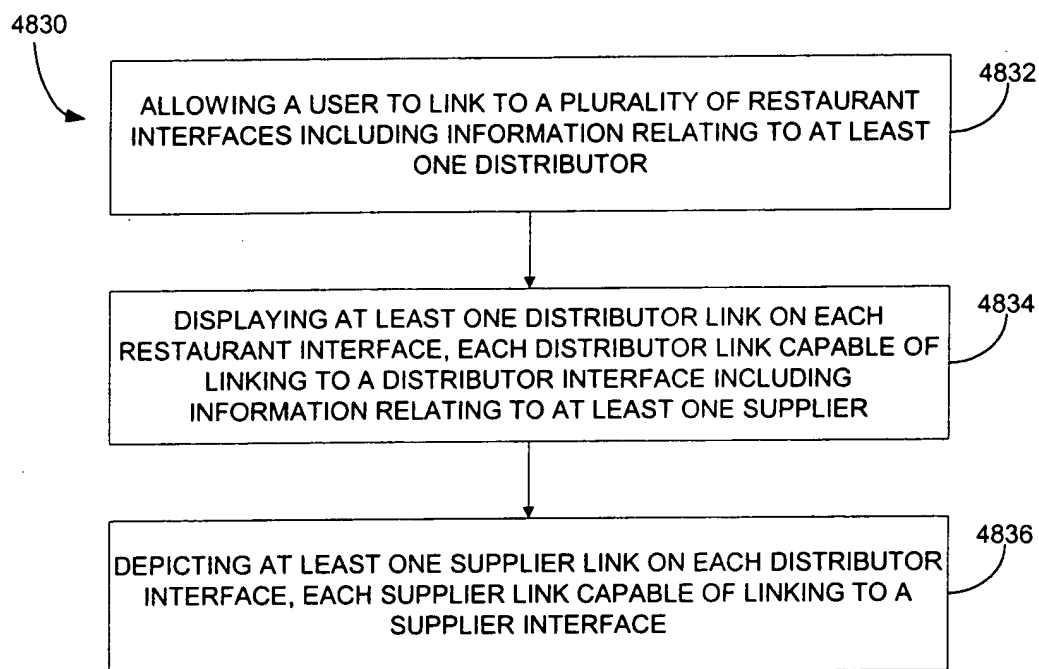 4830
4832
ALLOWING A USER TO LINK TO A PLURALITY OF RESTAURANT
INTERFACES INCLUDING INFORMATION RELATING TO AT LEAST
ONE DISTRIBUTOR
4834
DISPLAYING AT LEAST ONE DISTRIBUTOR LINK ON EACH
RESTAURANT INTERFACE, EACH DISTRIBUTOR LINK CAPABLE OF
LINKING TO A DISTRIBUTOR INTERFACE INCLUDING
INFORMATION RELATING TO AT LEAST ONE SUPPLIER
4836
DEPICTING AT LEAST ONE SUPPLIER LINK ON EACH DISTRIBUTOR
INTERFACE, EACH SUPPLIER LINK CAPABLE OF LINKING TO A
SUPPLIER INTERFACE